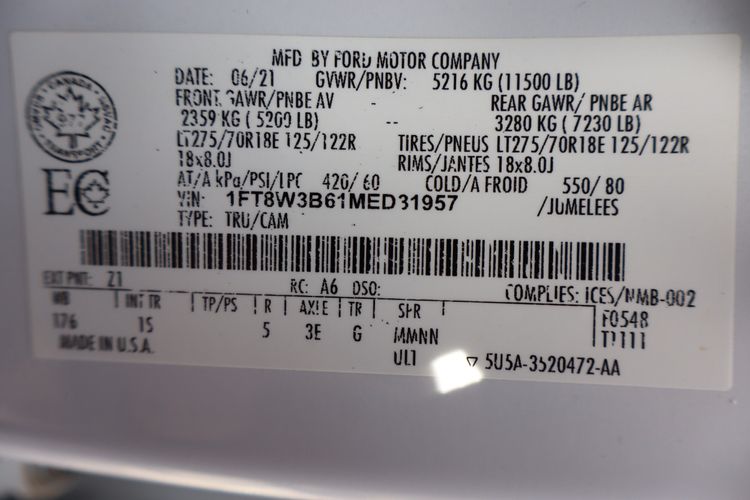 MFD BY FORD MOTOR COMPANY
DATE: 06/21 GVWR/PNBV: 5216 KG (11500 LB)
FRONT GAWR/PNBE AV - REAR GAWR/ PNBE AR
2359 KG ( 5200 LB) -- 3280 KG ( 7230 LB)
LT275/70R18E 125/122R TIRES/PNEUS LT275/70R18E 125/122R
18x8.0J RIMS/JANTES 18x8.0J
AT/A kPa/PSI/LPC 420/ 60 COLD/A FROID 550/ 80
VIN: 1FT8W3B61MED31957 /JUMELEES
TYPE: TRU/CAM
CANADA
TRANSPORT
EC
EXT PNT: Z1 RC: A6 DSO: COMPLIES: ICES/NMB-002
WB INT TR TP/PS R AXLE TR SPR F0548
176 1S 5 3E G MMNN
MADE IN U.S.A. ULT 5U5A-3520472-AA